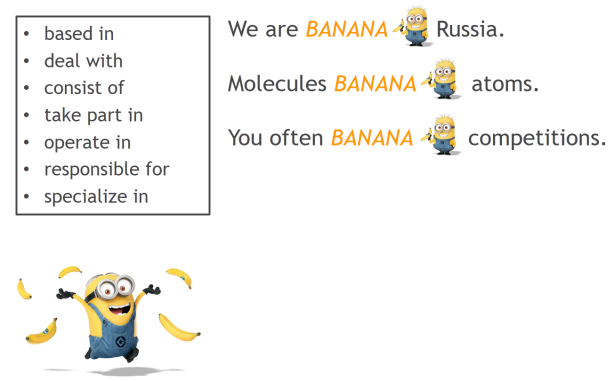 • based in
• deal with
• consist of
• take part in
• operate in
• responsible for
• specialize in
We are BANANA Russia.
Molecules BANANA atoms.
You often BANANA competitions.